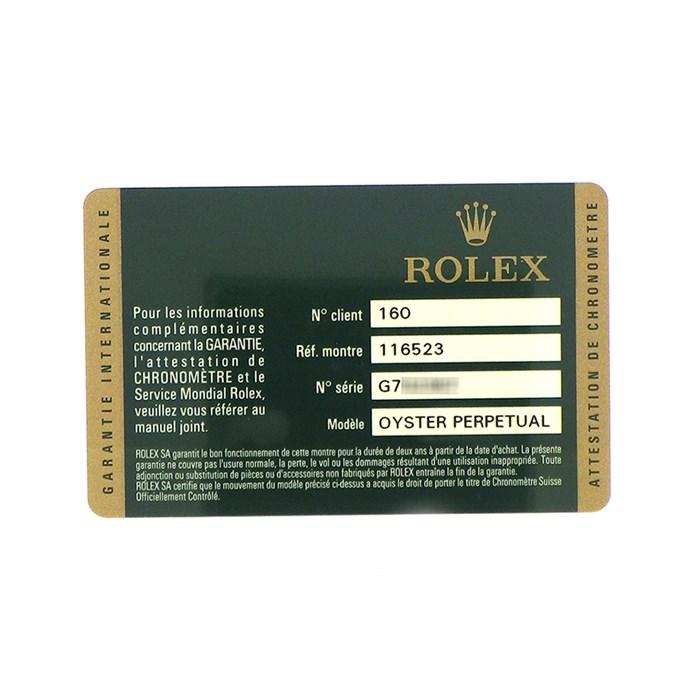 GARANTIE INTERNATIONALE
ROLEX
Pour les informations
complémentaires
concernant la GARANTIE,
l'attestation de
CHRONOMÈTRE et le
Service Mondial Rolex,
veuillez vous référer au
manuel joint.
N° client 160
Réf. montre 116523
N° série G7
Modèle OYSTER PERPETUAL
ROLEX SA garantit le bon fonctionnement de cette montre pour la durée de deux ans à partir de la date d'achat. La présente
garantie ne couvre pas l'usure normale, la perte, le vol ou les dommages résultant d'une utilisation inappropriée. Toute
adjonction ou substitution de pièces ou d'accessoires non fabriqués par ROLEX entraîne la fin de la garantie.
ROLEX SA certifie que le mouvement du modèle précisé ci-dessus a acquis le droit de porter le titre de Chronomètre Suisse
Officiellement Contrôlé.
ATTESTATION DE CHRONOMETRE